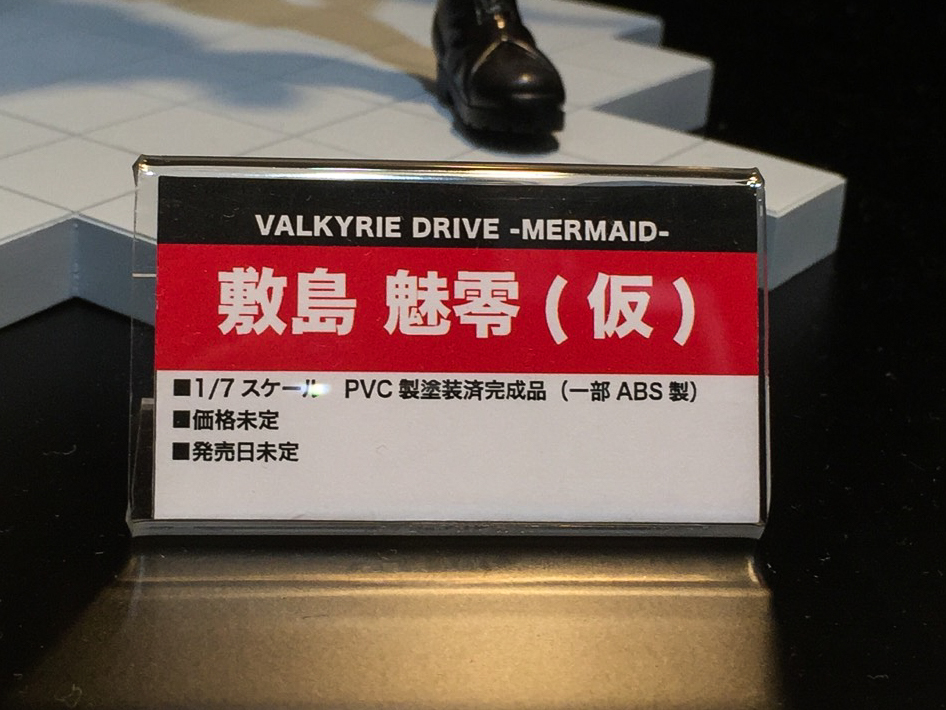 VALKYRIE DRIVE -MERMAID-
敷島 魅零(仮)
■1/7 スケール PVC 製塗装済完成品(一部 ABS 製)
■価格未定
■発売日未定